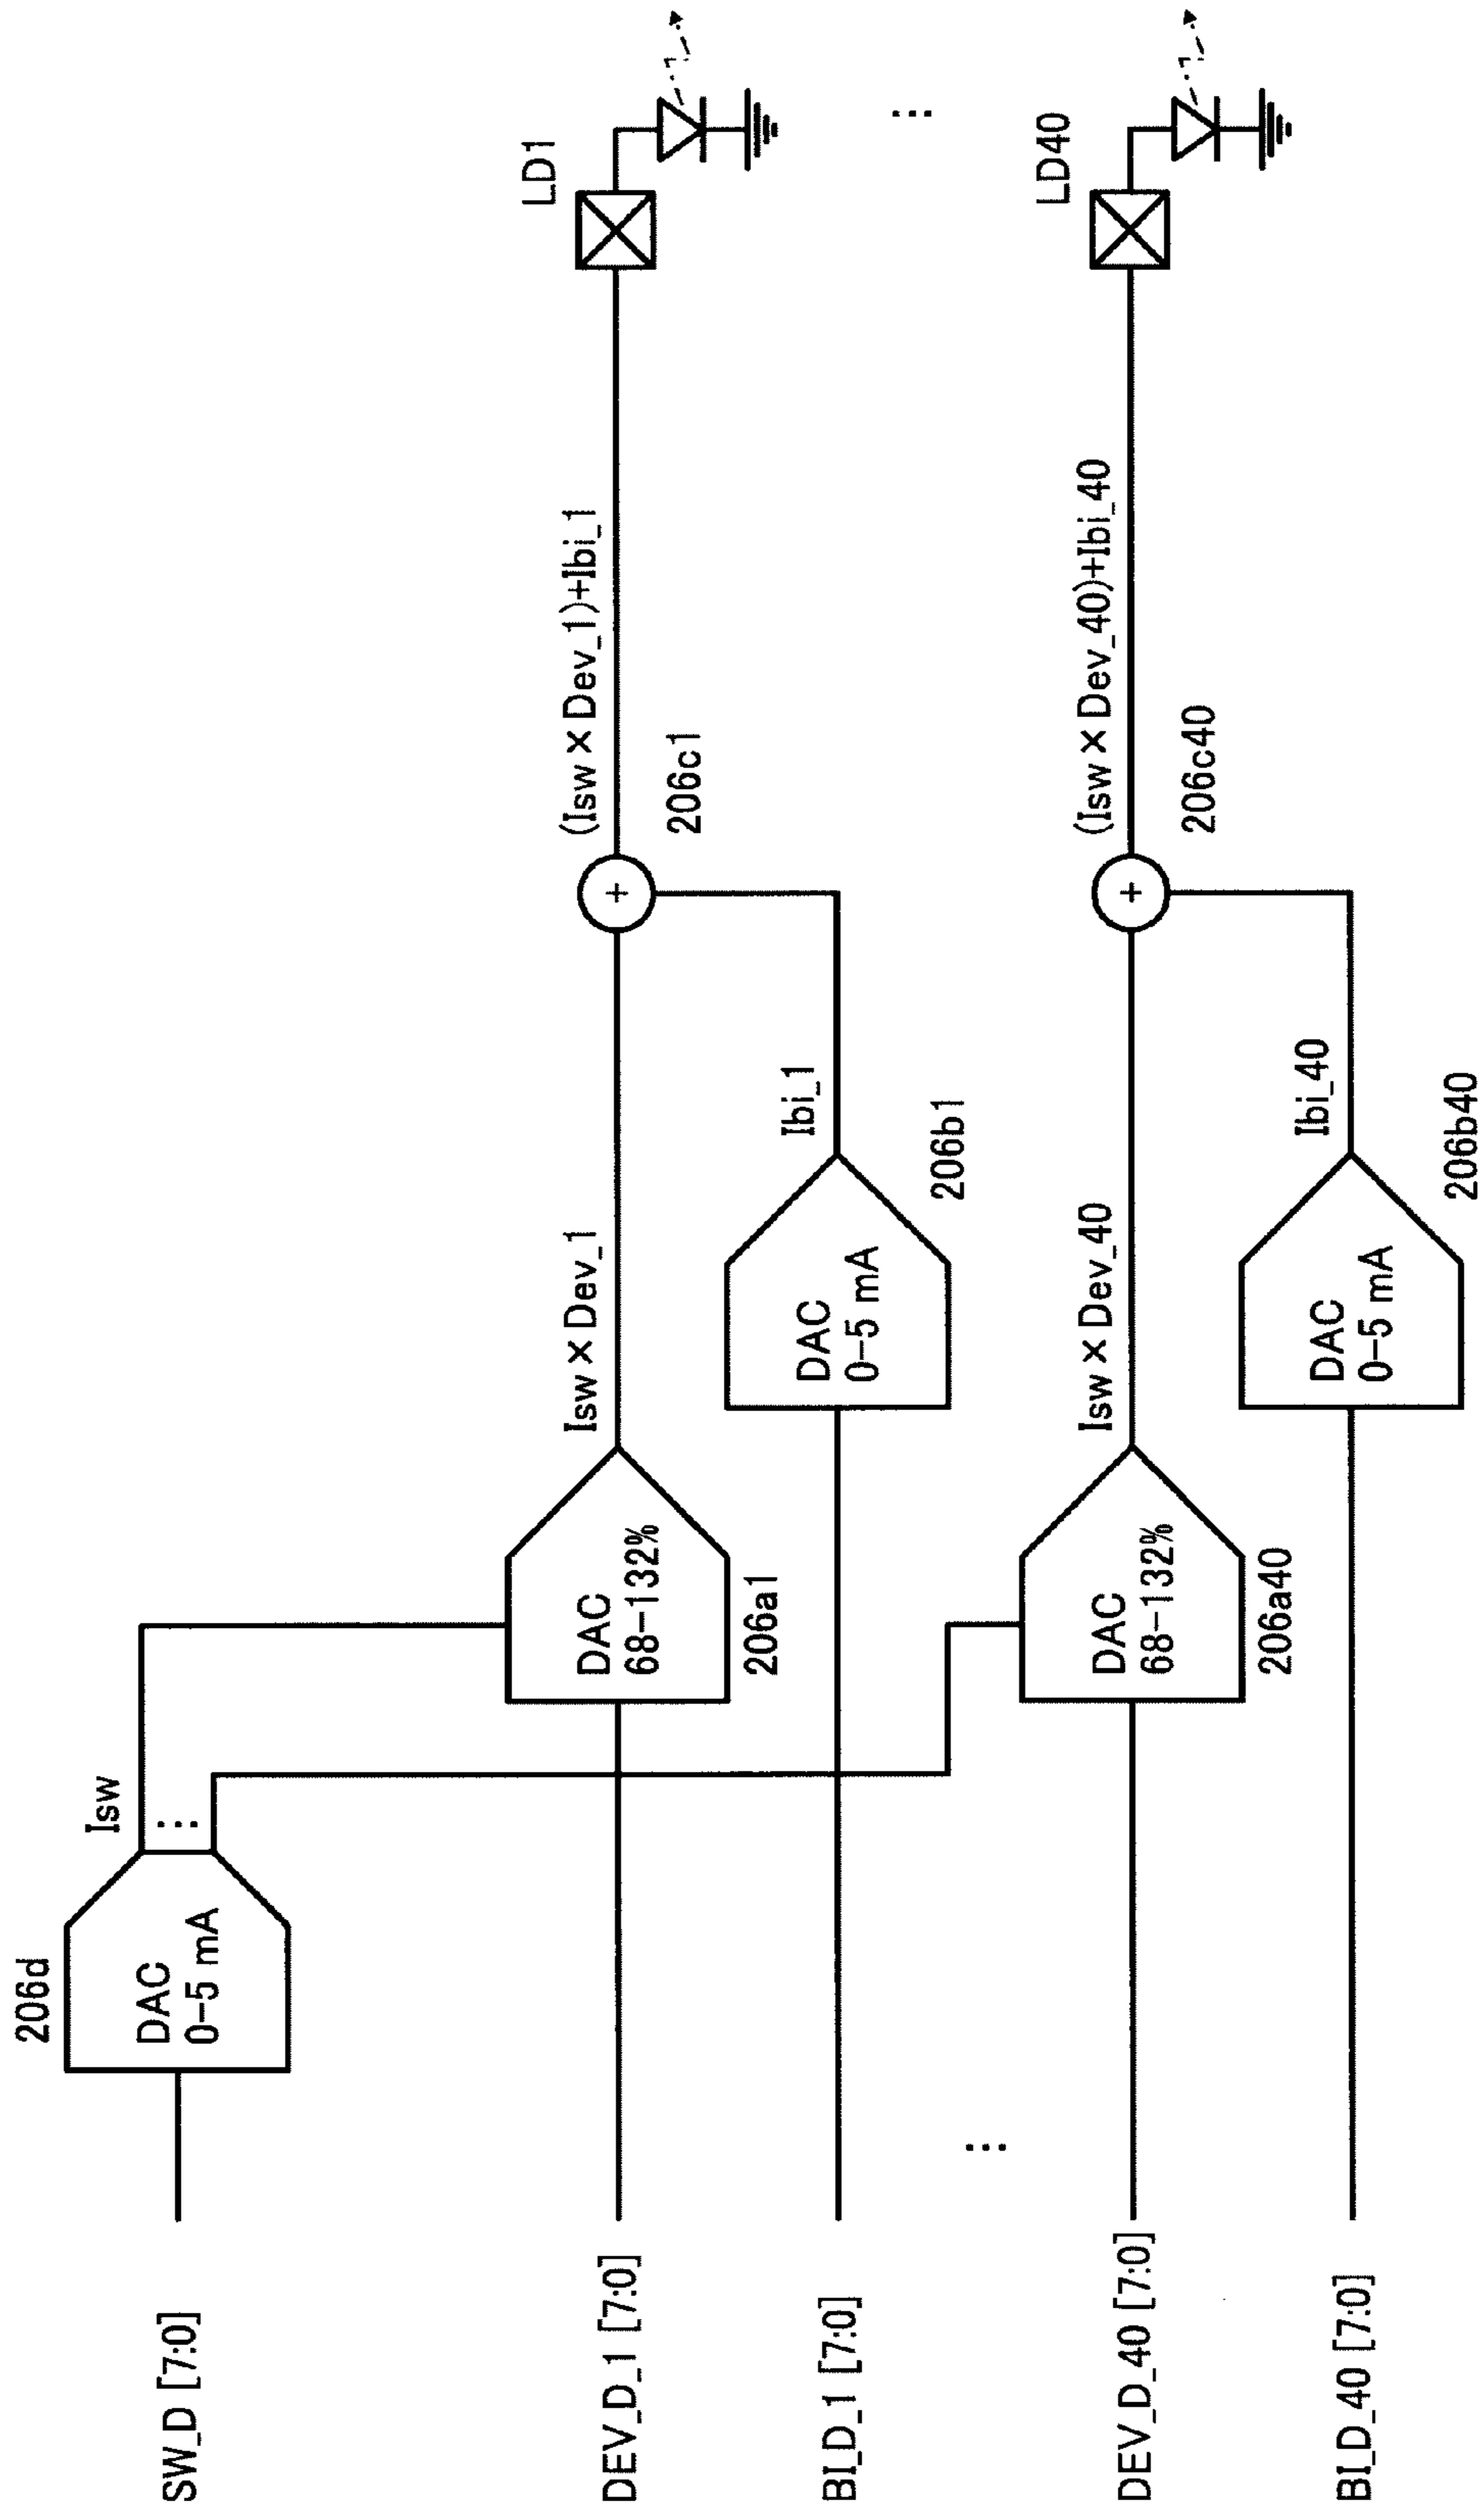 206d
DAC
0-5 mA
Isw
SW_D [7:0]
LD1
(Isw×Dev_1)+Ibi_1
206c1
Isw×Dev_1
DAC
68-132%
206a1
DEV_D_1 [7:0]
Ibi_1
DAC
0-5 mA
206b1
BI_D_1 [7:0]
LD40
(Isw×Dev_40)+Ibi_40
206c40
Isw×Dev_40
DAC
68-132%
206a40
DEV_D_40 [7:0]
Ibi_40
DAC
0-5 mA
206b40
BI_D_40 [7:0]